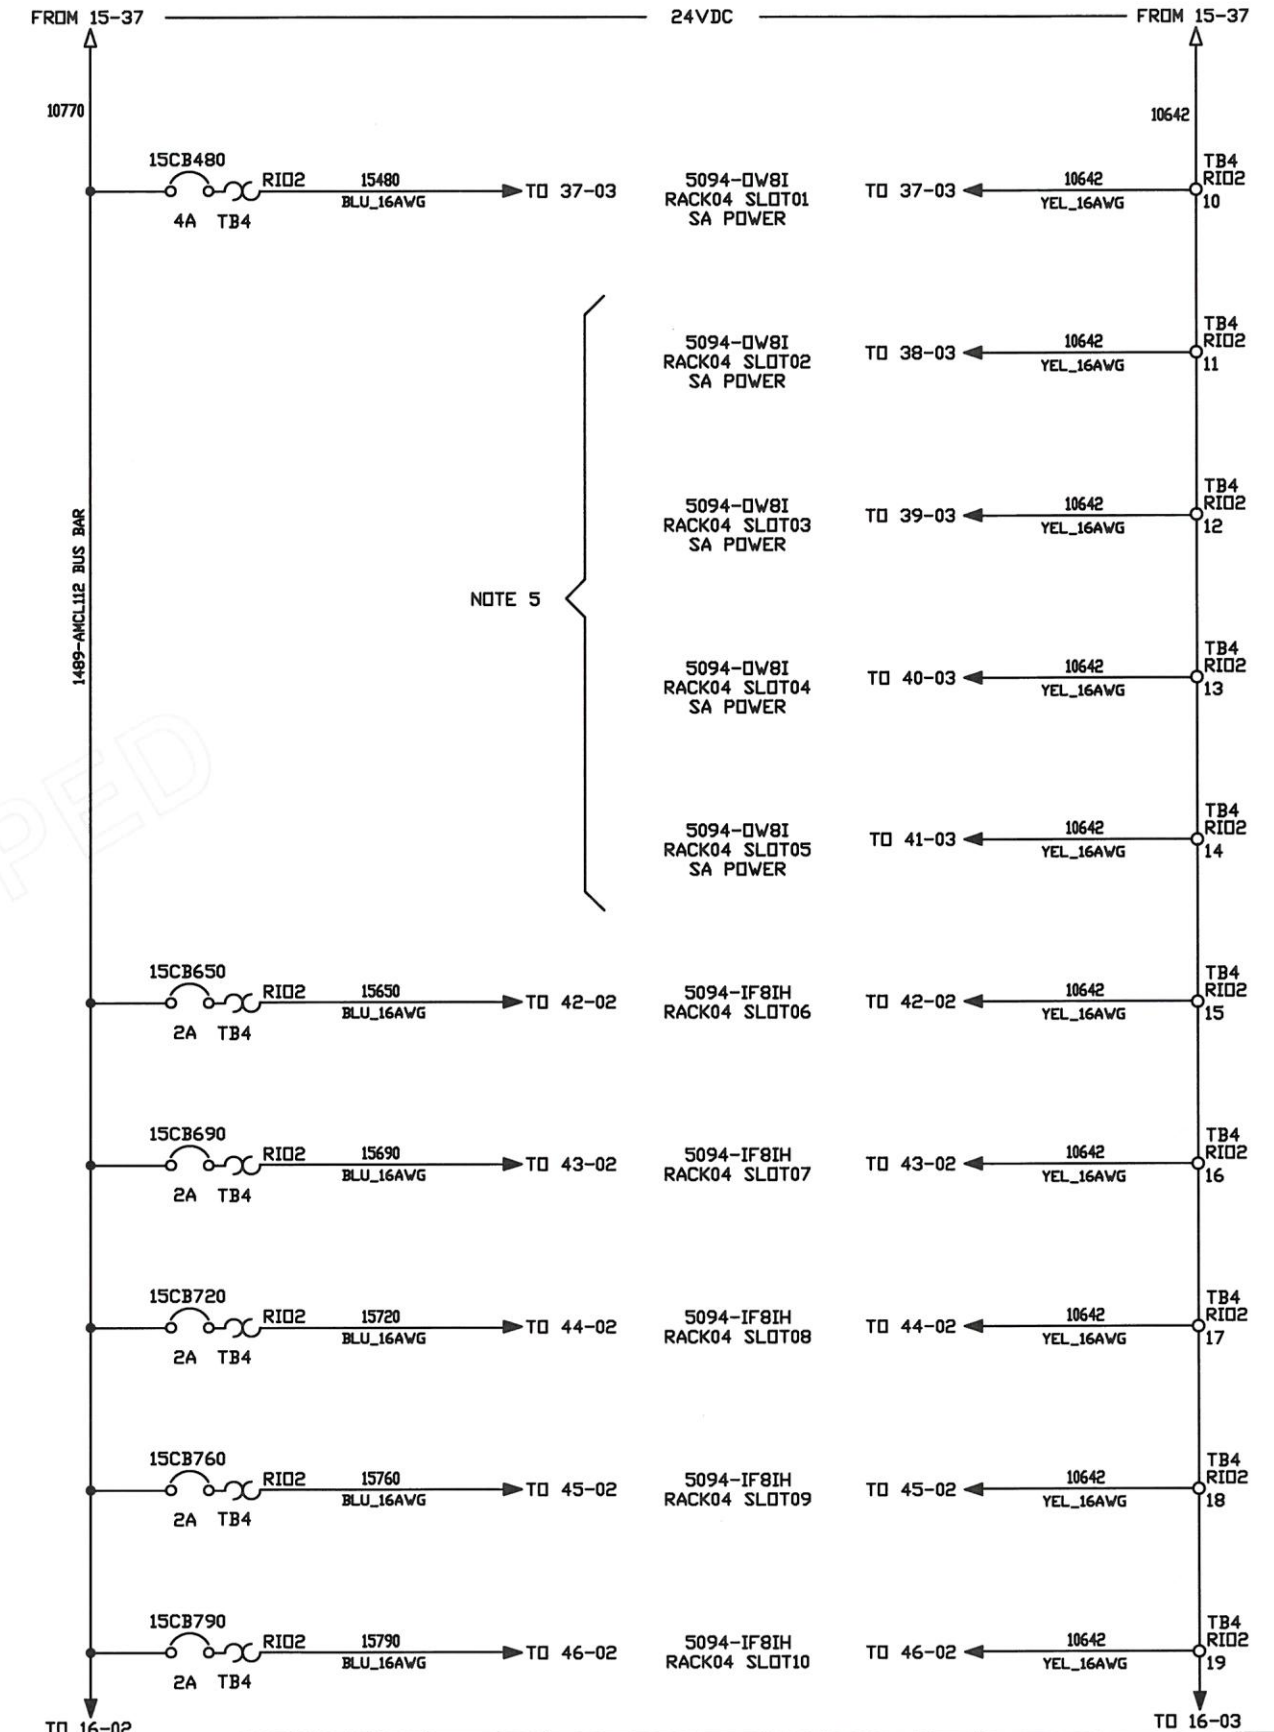 FROM 15-37 24VDC FROM 15-37
10770 10642
15CB480 TB4
RIO2 15480 TO 37-03 5094-OW8I TO 37-03 10642 RIO2
BLU_16AWG RACK04 SLOT01 YEL_16AWG 10
4A TB4 SA POWER
TB4
5094-OW8I TO 38-03 10642 RIO2
RACK04 SLOT02 YEL_16AWG 11
SA POWER
TB4
5094-OW8I TO 39-03 10642 RIO2
RACK04 SLOT03 YEL_16AWG 12
SA POWER
1489-AMCL112 BUS BAR
NOTE 5
TB4
5094-OW8I TO 40-03 10642 RIO2
RACK04 SLOT04 YEL_16AWG 13
SA POWER
TB4
5094-OW8I TO 41-03 10642 RIO2
RACK04 SLOT05 YEL_16AWG 14
SA POWER
PED
15CB650 TB4
RIO2 15650 TO 42-02 5094-IF8IH TO 42-02 10642 RIO2
BLU_16AWG RACK04 SLOT06 YEL_16AWG 15
2A TB4
15CB690 TB4
RIO2 15690 TO 43-02 5094-IF8IH TO 43-02 10642 RIO2
BLU_16AWG RACK04 SLOT07 YEL_16AWG 16
2A TB4
15CB720 TB4
RIO2 15720 TO 44-02 5094-IF8IH TO 44-02 10642 RIO2
BLU_16AWG RACK04 SLOT08 YEL_16AWG 17
2A TB4
15CB760 TB4
RIO2 15760 TO 45-02 5094-IF8IH TO 45-02 10642 RIO2
BLU_16AWG RACK04 SLOT09 YEL_16AWG 18
2A TB4
15CB790 TB4
RIO2 15790 TO 46-02 5094-IF8IH TO 46-02 10642 RIO2
BLU_16AWG RACK04 SLOT10 YEL_16AWG 19
2A TB4
TO 16-02 TO 16-03